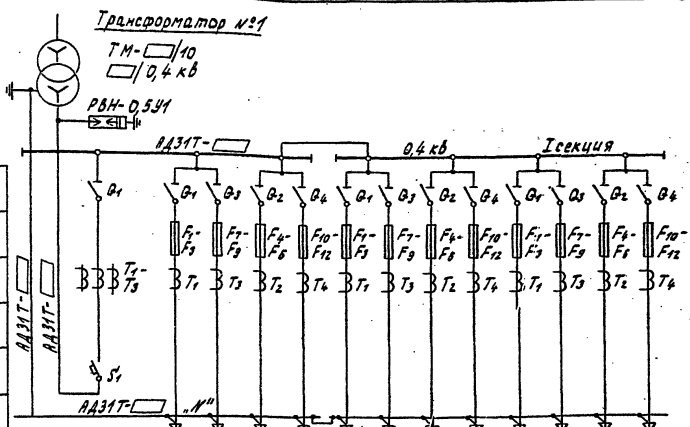 Трансформатор №1
ТМ-□/10
□/0,4 кВ
РВН-0,5У1
АД31Т-□
0,4 кВ
I секция
Q1 Q1 Q3 Q2 Q4 Q1 Q3 Q2 Q4 Q1 Q3 Q2 Q4
F1-F3 F7-F9 F4-F6 F10-F12 F1-F3 F7-F9 F4-F6 F10-F12 F1-F3 F7-F9 F4-F6 F10-F12
T1-T3 T1 T3 T2 T4 T1 T3 T2 T4 T1 T3 T2 T4
АД31Т-□
АД31Т-□
S1
АД31Т-□ „N"